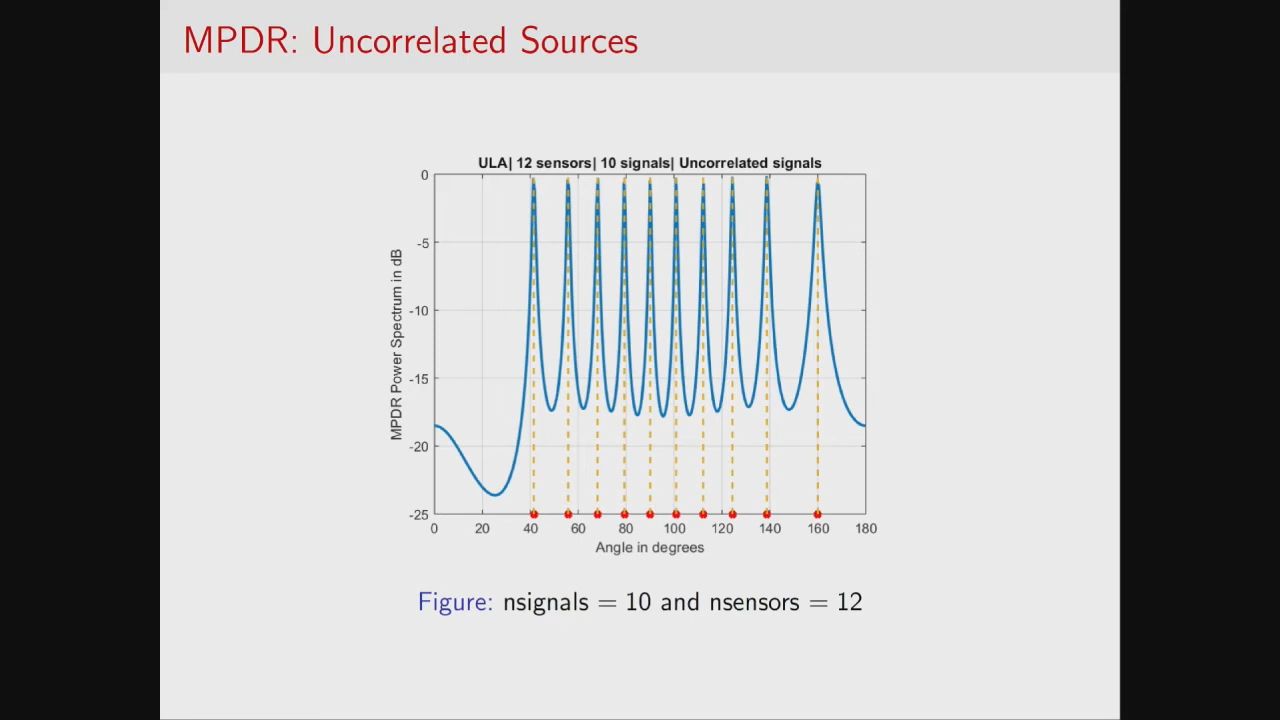 MPDR: Uncorrelated Sources
ULA| 12 sensors| 10 signals| Uncorrelated signals
MPDR Power Spectrum in dB
0
-5
-10
-15
-20
-25
0 20 40 60 80 100 120 140 160 180
Angle in degrees
Figure: nsignals = 10 and nsensors = 12